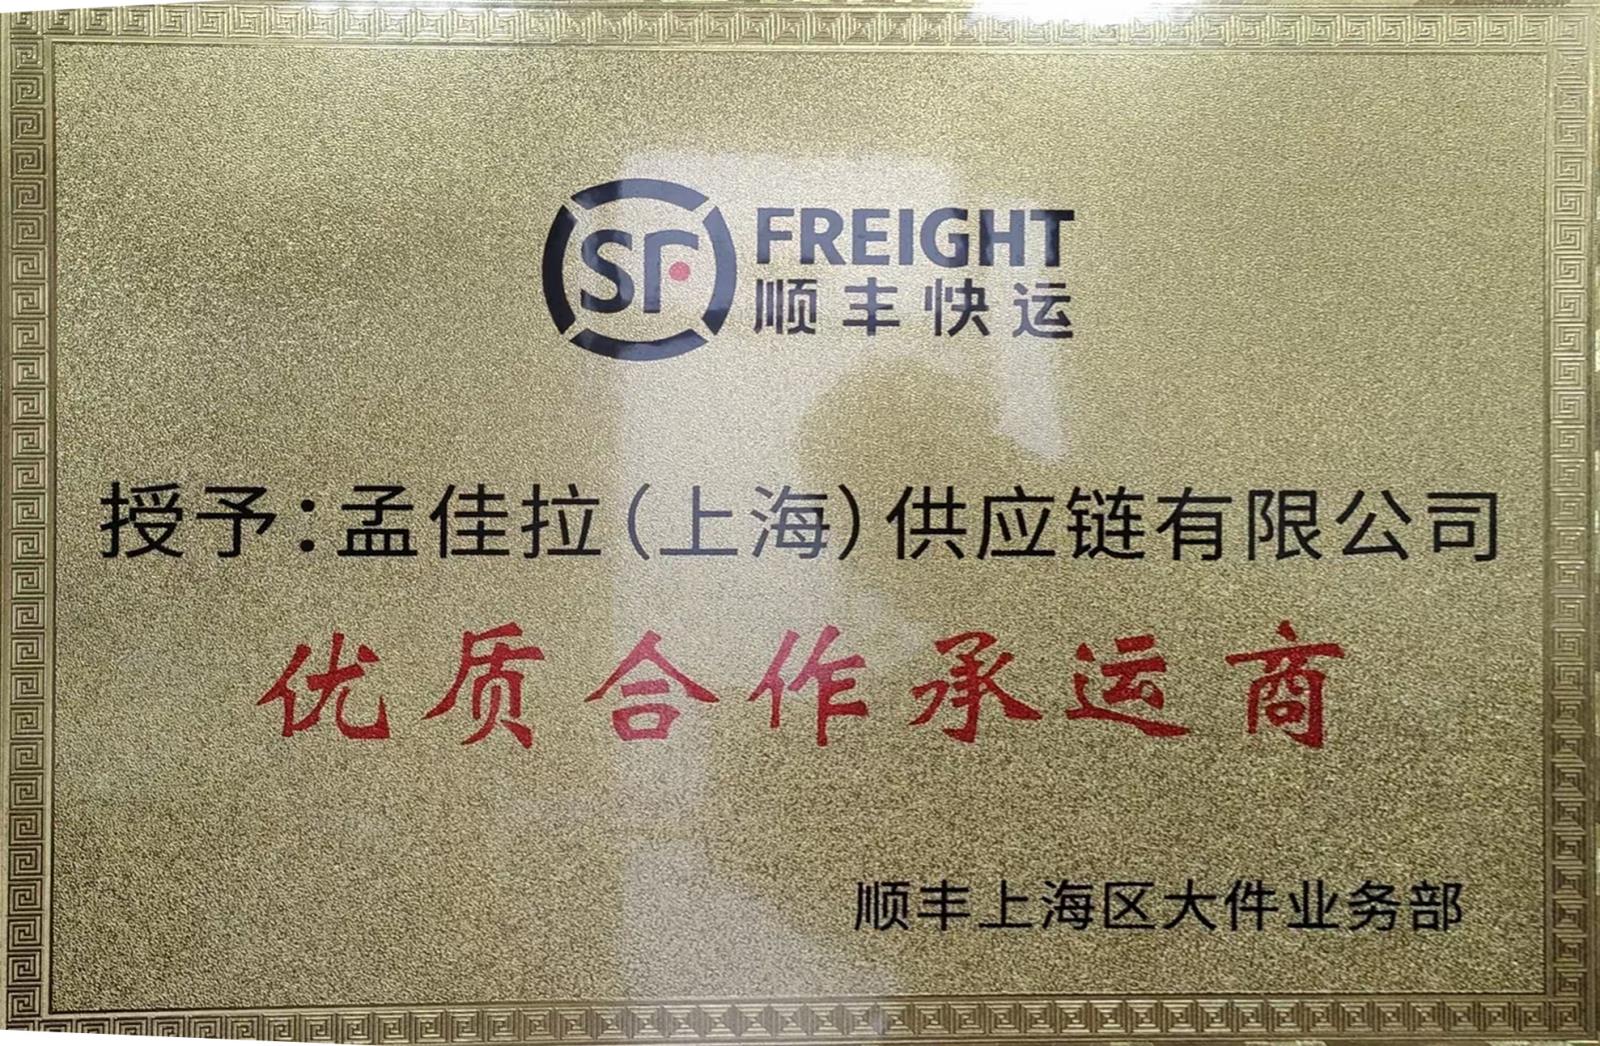 SF FREIGHT
顺丰快运
授予：孟佳拉（上海）供应链有限公司
优质合作承运商
顺丰上海区大件业务部